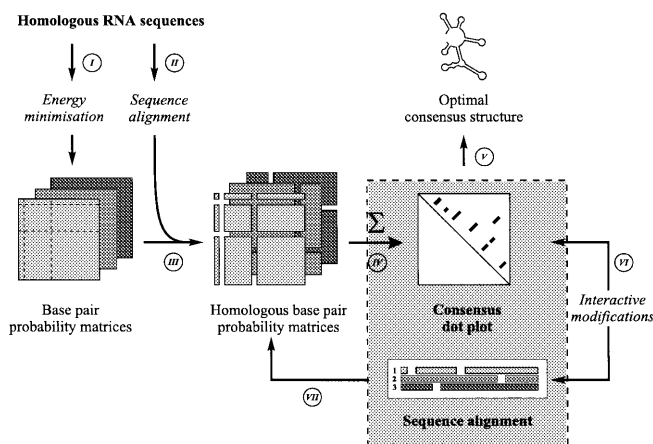 Homologous RNA sequences
I
II
Energy
minimisation
Sequence
alignment
Optimal
consensus structure
V
III
Σ
IV
VI
Base pair
probability matrices
Homologous base pair
probability matrices
Consensus
dot plot
Interactive
modifications
1
2
3
VII
Sequence alignment